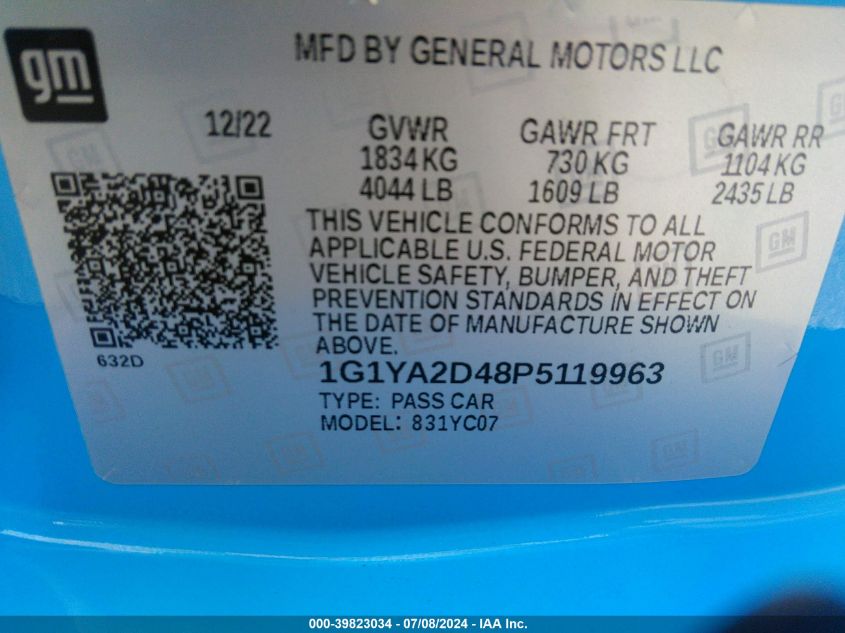 gm
MFD BY GENERAL MOTORS LLC
12/22 GVWR GAWR FRT GAWR RR
1834 KG 730 KG 1104 KG
4044 LB 1609 LB 2435 LB
THIS VEHICLE CONFORMS TO ALL
APPLICABLE U.S. FEDERAL MOTOR
VEHICLE SAFETY, BUMPER, AND THEFT
PREVENTION STANDARDS IN EFFECT ON
THE DATE OF MANUFACTURE SHOWN
ABOVE.
632D
1G1YA2D48P5119963
TYPE: PASS CAR
MODEL: 831YC07
GM
000-39823034 - 07/08/2024 - IAA Inc.